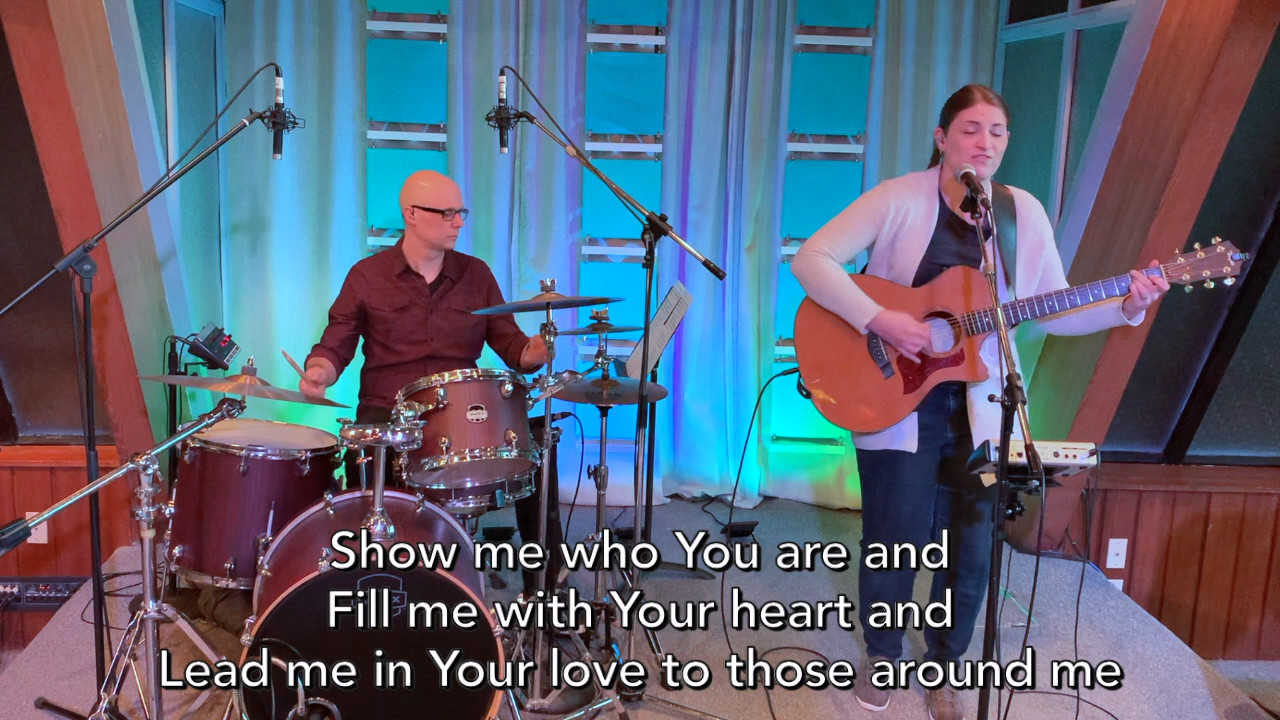 Show me who You are and
Fill me with Your heart and
Lead me in Your love to those around me